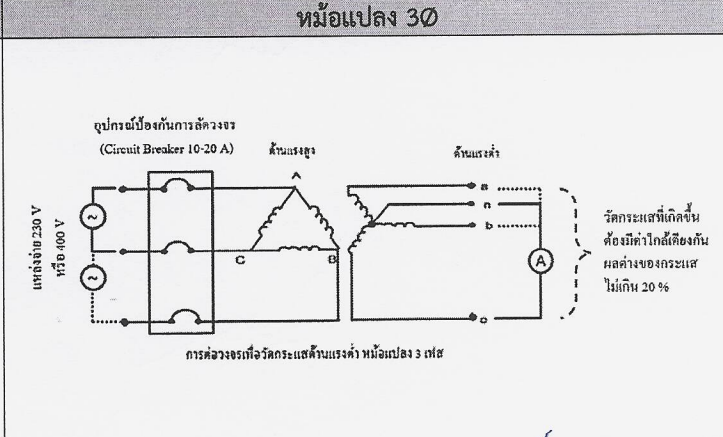 หม้อแปลง 3Ø
อุปกรณ์ป้องกันการลัดวงจร
(Circuit Breaker 10-20 A)
ด้านแรงสูง
ด้านแรงต่ำ
A
a
n
b
~
~
แหล่งจ่าย 230 V
หรือ 400 V
C
B
A
c
วัดกระแสที่เกิดขึ้น
ต้องมีค่าใกล้เคียงกัน
ผลต่างของกระแส
ไม่เกิน 20 %
การต่อวงจรเพื่อวัดกระแสด้านแรงต่ำ หม้อแปลง 3 เฟส